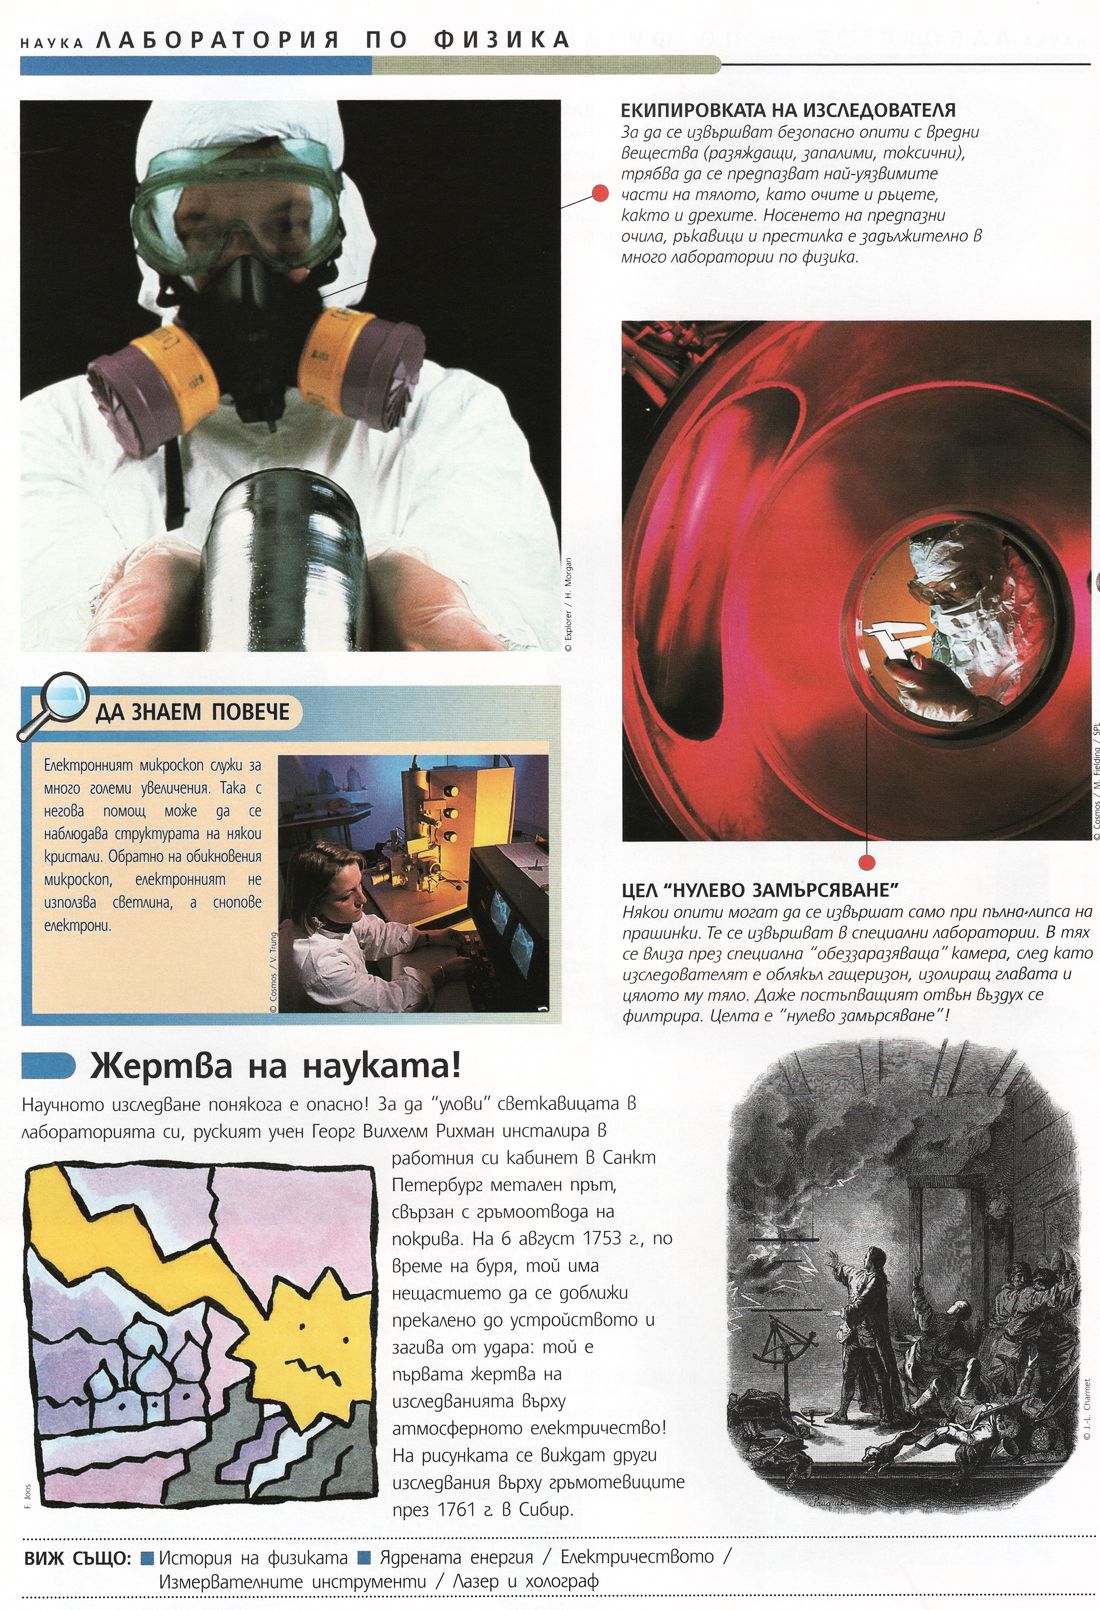 НАУКА ЛАБОРАТОРИЯ ПО ФИЗИКА
ЕКИПИРОВКАТА НА ИЗСЛЕДОВАТЕЛЯ
За да се извършват безопасно опити с вредни
вещества (разяждащи, запалими, токсични),
трябва да се предпазват най-уязвимите
части на тялото, като очите и ръцете,
както и дрехите. Носенето на предпазни
очила, ръкавици и престилка е задължително в
много лаборатории по физика.
© Explorer / H. Morgan
© Cosmos / M. Fielding / SPL
ЦЕЛ “НУЛЕВО ЗАМЪРСЯВАНЕ”
Някои опити могат да се извършат само при пълна липса на
прашинки. Те се извършват в специални лаборатории. В тях
се влиза през специална “обеззаразяваща” камера, след като
изследователят е облякъл гащеризон, изолиращ главата и
цялото му тяло. Даже постъпващият отвън въздух се
филтрира. Целта е “нулево замърсяване”!
ДА ЗНАЕМ ПОВЕЧЕ
Електронният микроскоп служи за
много големи увеличения. Така с
негова помощ може да се
наблюдава структурата на някои
кристали. Обратно на обикновения
микроскоп, електронният не
използва светлина, а снопове
електрони.
© Cosmos / V. Trung
Жертва на науката!
Научното изследване понякога е опасно! За да “улови” светкавицата в
лабораторията си, руският учен Георг Вилхелм Рихман инсталира в
работния си кабинет в Санкт
Петербург метален прът,
свързан с гръмоотвода на
покрива. На 6 август 1753 г., по
време на буря, той има
нещастието да се доближи
прекалено до устройството и
загива от удара: той е
първата жертва на
изследванията върху
атмосферното електричество!
На рисунката се виждат други
изследвания върху гръмотевиците
през 1761 г. в Сибир.
F. Joos
© J.-L. Charmet
ВИЖ СЪЩО: История на физиката Ядрената енергия / Електричеството /
Измервателните инструменти / Лазер и холограф